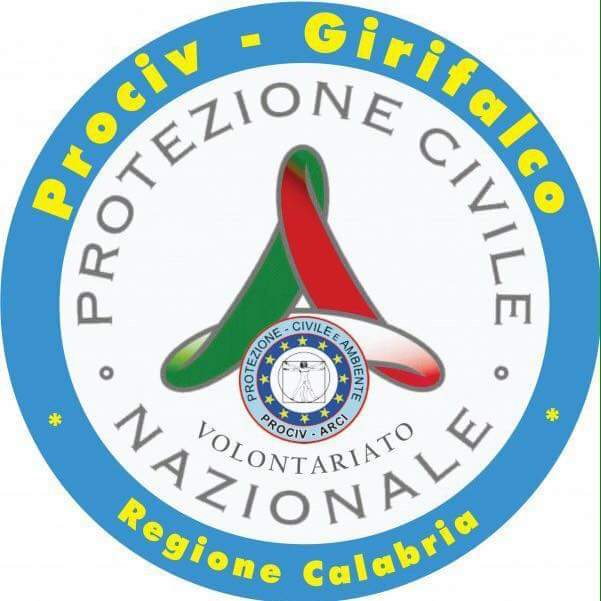 Prociv - Girifalco
PROTEZIONE CIVILE
PROTEZIONE - CIVILE E AMBIENTE
PROCIV - ARCI
VOLONTARIATO
NAZIONALE
* Regione Calabria *